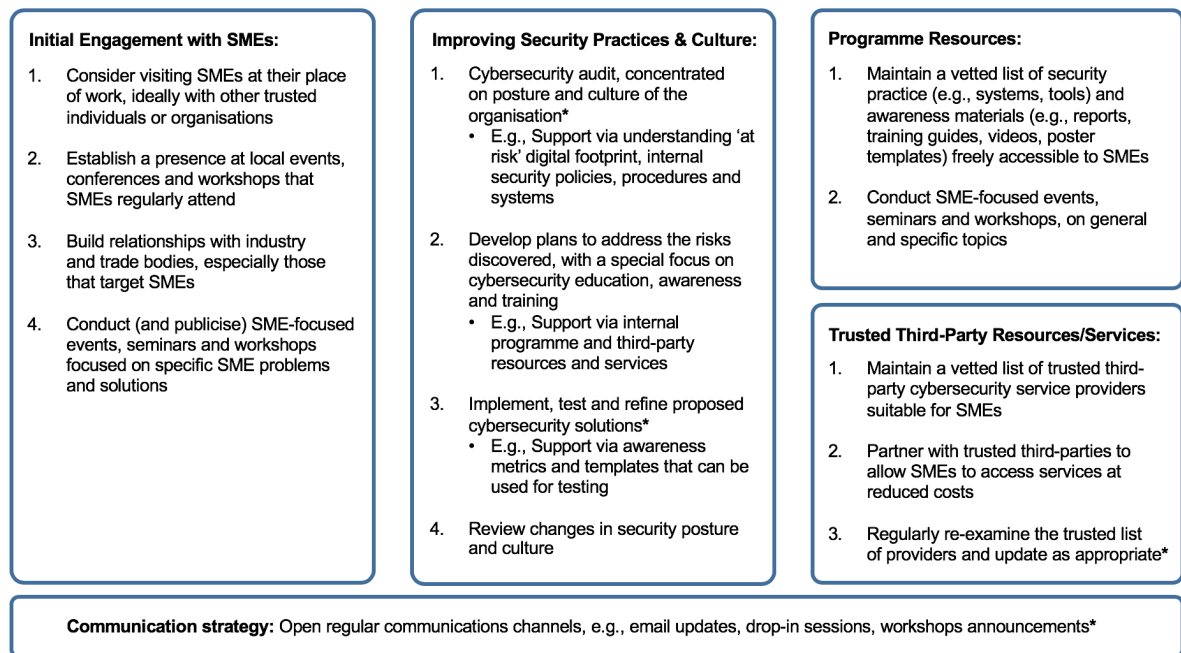 Initial Engagement with SMEs:
1. Consider visiting SMEs at their place
of work, ideally with other trusted
individuals or organisations
2. Establish a presence at local events,
conferences and workshops that
SMEs regularly attend
3. Build relationships with industry
and trade bodies, especially those
that target SMEs
4. Conduct (and publicise) SME-focused
events, seminars and workshops
focused on specific SME problems
and solutions
Improving Security Practices & Culture:
1. Cybersecurity audit, concentrated
on posture and culture of the
organisation*
• E.g., Support via understanding ‘at
risk’ digital footprint, internal
security policies, procedures and
systems
2. Develop plans to address the risks
discovered, with a special focus on
cybersecurity education, awareness
and training
• E.g., Support via internal
programme and third-party
resources and services
3. Implement, test and refine proposed
cybersecurity solutions*
• E.g., Support via awareness
metrics and templates that can be
used for testing
4. Review changes in security posture
and culture
Programme Resources:
1. Maintain a vetted list of security
practice (e.g., systems, tools) and
awareness materials (e.g., reports,
training guides, videos, poster
templates) freely accessible to SMEs
2. Conduct SME-focused events,
seminars and workshops, on general
and specific topics
Trusted Third-Party Resources/Services:
1. Maintain a vetted list of trusted third-
party cybersecurity service providers
suitable for SMEs
2. Partner with trusted third-parties to
allow SMEs to access services at
reduced costs
3. Regularly re-examine the trusted list
of providers and update as appropriate*
Communication strategy: Open regular communications channels, e.g., email updates, drop-in sessions, workshops announcements*